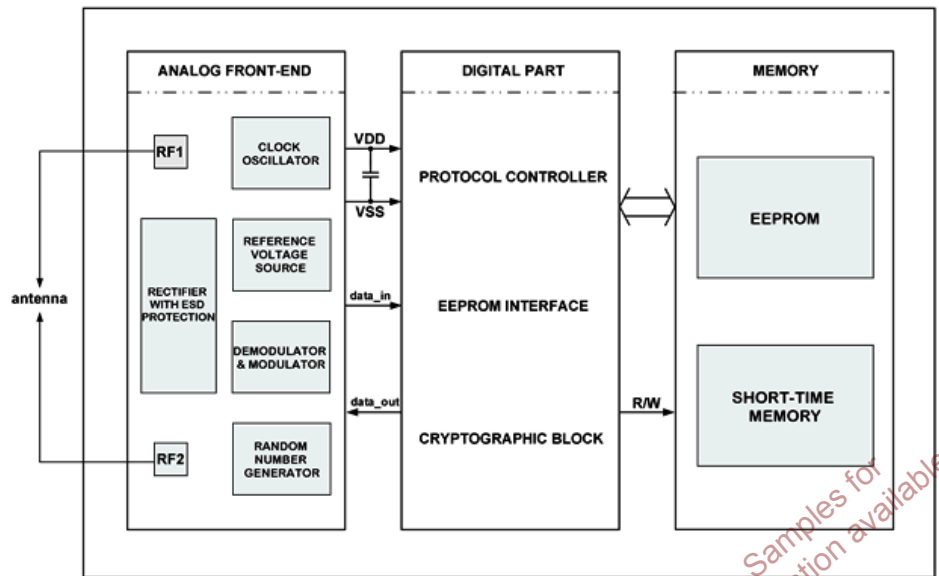 ANALOG FRONT-END
RF1
CLOCK
OSCILLATOR
REFERENCE
VOLTAGE
SOURCE
RECTIFIER
WITH ESD
PROTECTION
DEMODULATOR
& MODULATOR
RF2
RANDOM
NUMBER
GENERATOR
antenna
VDD
VSS
data_in
data_out
DIGITAL PART
PROTOCOL CONTROLLER
EEPROM INTERFACE
CRYPTOGRAPHIC BLOCK
R/W
MEMORY
EEPROM
SHORT-TIME
MEMORY
Samples for
available